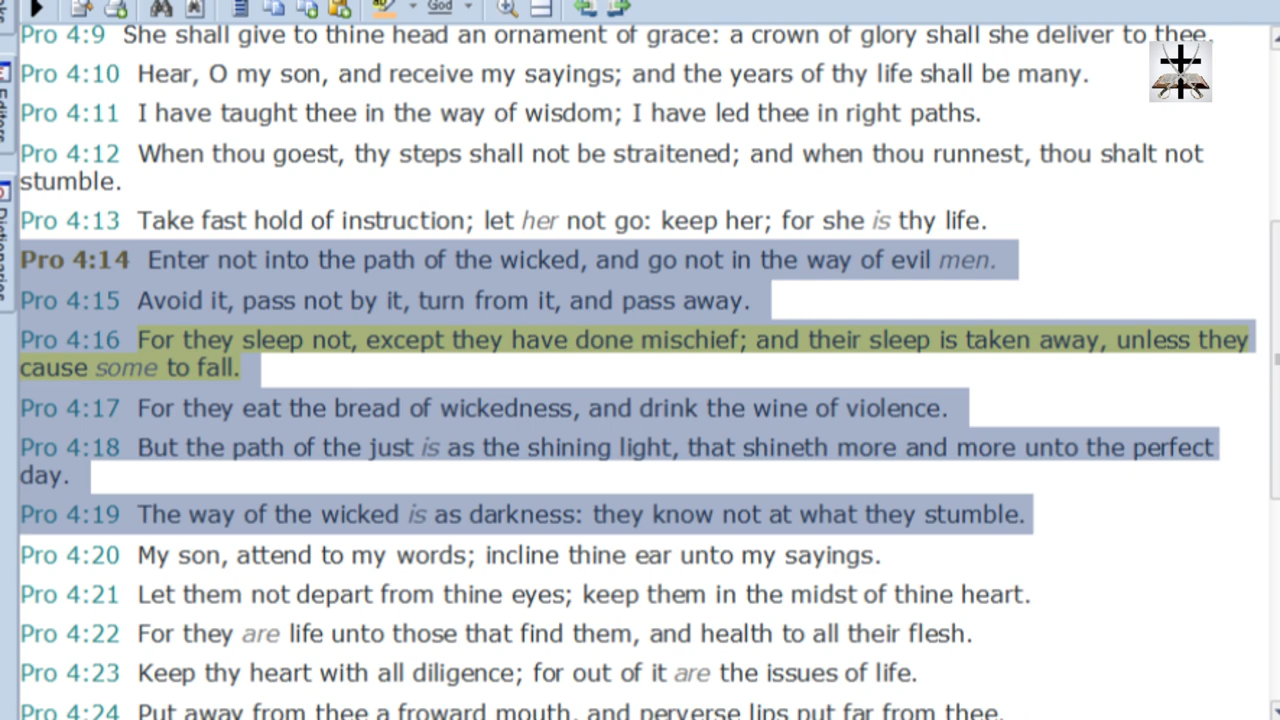 God
Pro 4:9 She shall give to thine head an ornament of grace: a crown of glory shall she deliver to thee.
Pro 4:10 Hear, O my son, and receive my sayings; and the years of thy life shall be many.
Pro 4:11 I have taught thee in the way of wisdom; I have led thee in right paths.
Pro 4:12 When thou goest, thy steps shall not be straitened; and when thou runnest, thou shalt not
stumble.
Pro 4:13 Take fast hold of instruction; let her not go: keep her; for she is thy life.
Pro 4:14 Enter not into the path of the wicked, and go not in the way of evil men.
Pro 4:15 Avoid it, pass not by it, turn from it, and pass away.
Pro 4:16 For they sleep not, except they have done mischief; and their sleep is taken away, unless they
cause some to fall.
Pro 4:17 For they eat the bread of wickedness, and drink the wine of violence.
Pro 4:18 But the path of the just is as the shining light, that shineth more and more unto the perfect
day.
Pro 4:19 The way of the wicked is as darkness: they know not at what they stumble.
Pro 4:20 My son, attend to my words; incline thine ear unto my sayings.
Pro 4:21 Let them not depart from thine eyes; keep them in the midst of thine heart.
Pro 4:22 For they are life unto those that find them, and health to all their flesh.
Pro 4:23 Keep thy heart with all diligence; for out of it are the issues of life.
Pro 4:24 Put away from thee a froward mouth, and perverse lips put far from thee.
Editors
Dictionaries